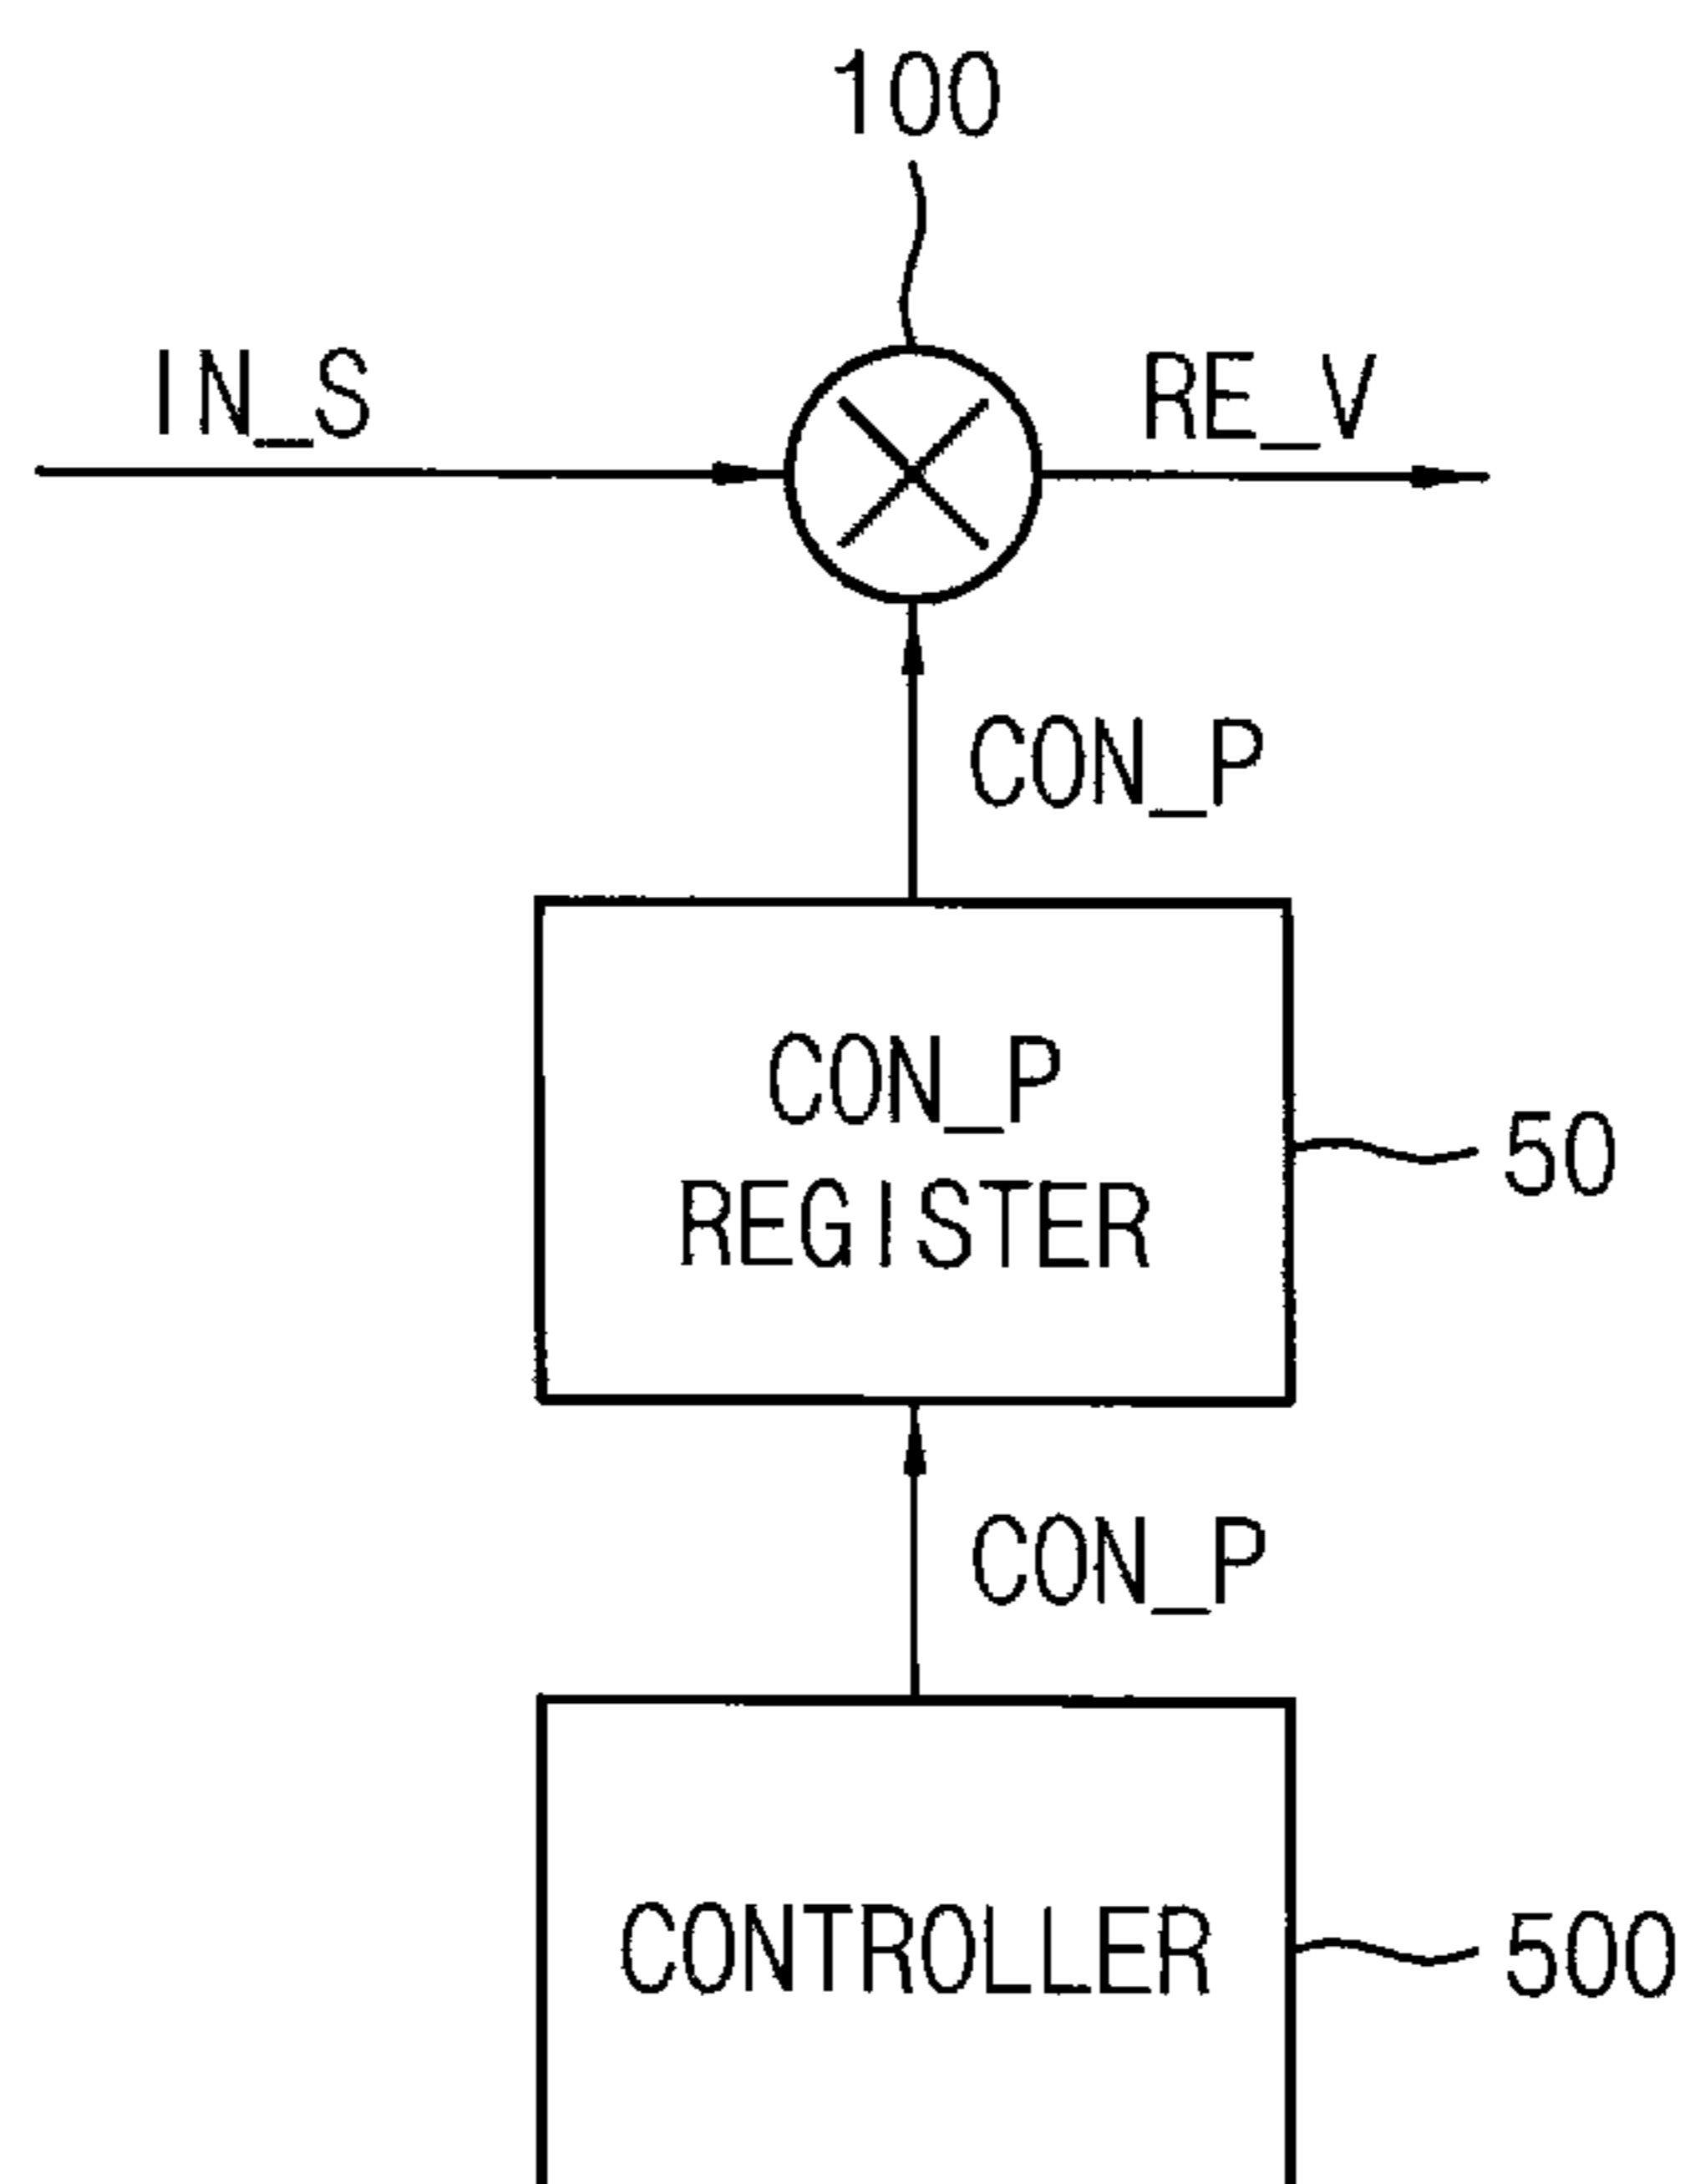 100
IN_S
RE_V
CON_P
CON_P
REGISTER
50
CON_P
CONTROLLER
500